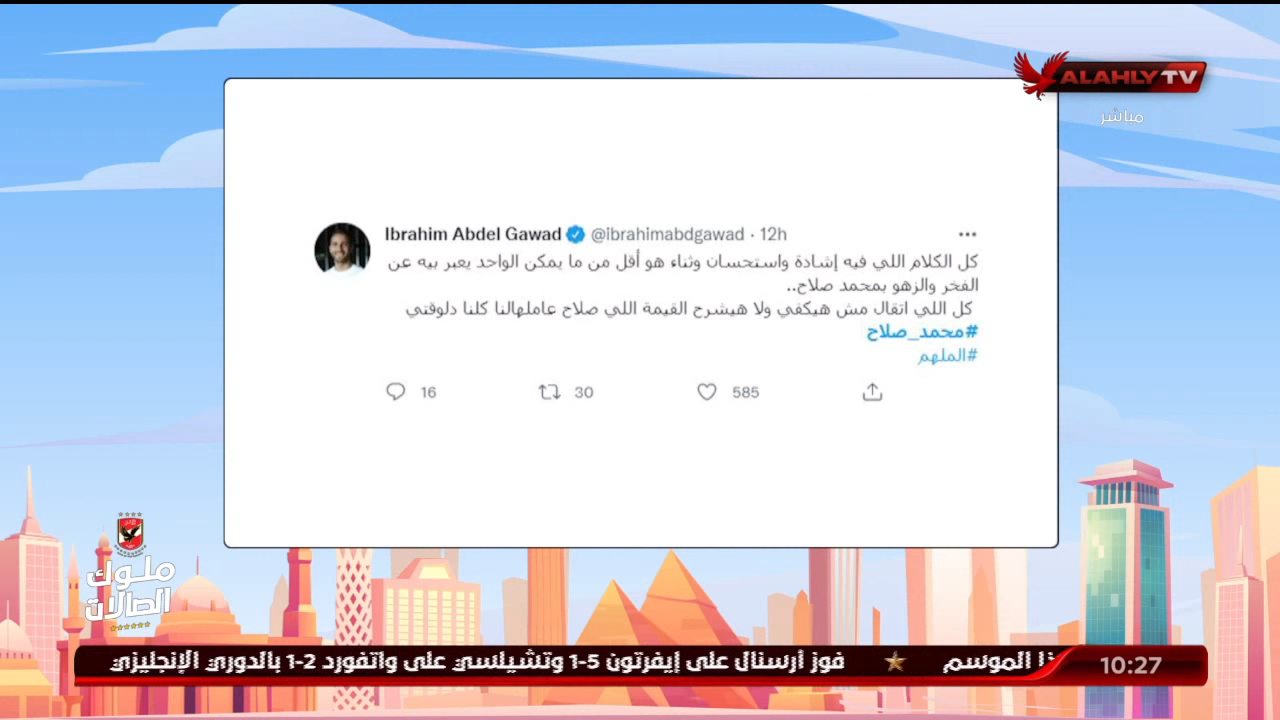 ALAHLY TV
مباشر
Ibrahim Abdel Gawad @ibrahimabdgawad · 12h
كل الكلام اللي فيه إشادة واستحسان وثناء هو أقل من ما يمكن الواحد يعبر بيه عن
الفخر والزهو بمحمد صلاح..
كل اللي اتقال مش هيكفي ولا هيشرح القيمة اللي صلاح عاملهالنا كلنا دلوقتي
#محمد_صلاح
#الملهم
16 30 585
ملوك
الصالات
ذا الموسم ★ فوز أرسنال على إيفرتون 5-1 وتشيلسي على واتفورد 2-1 بالدوري الإنجليزي
10:27